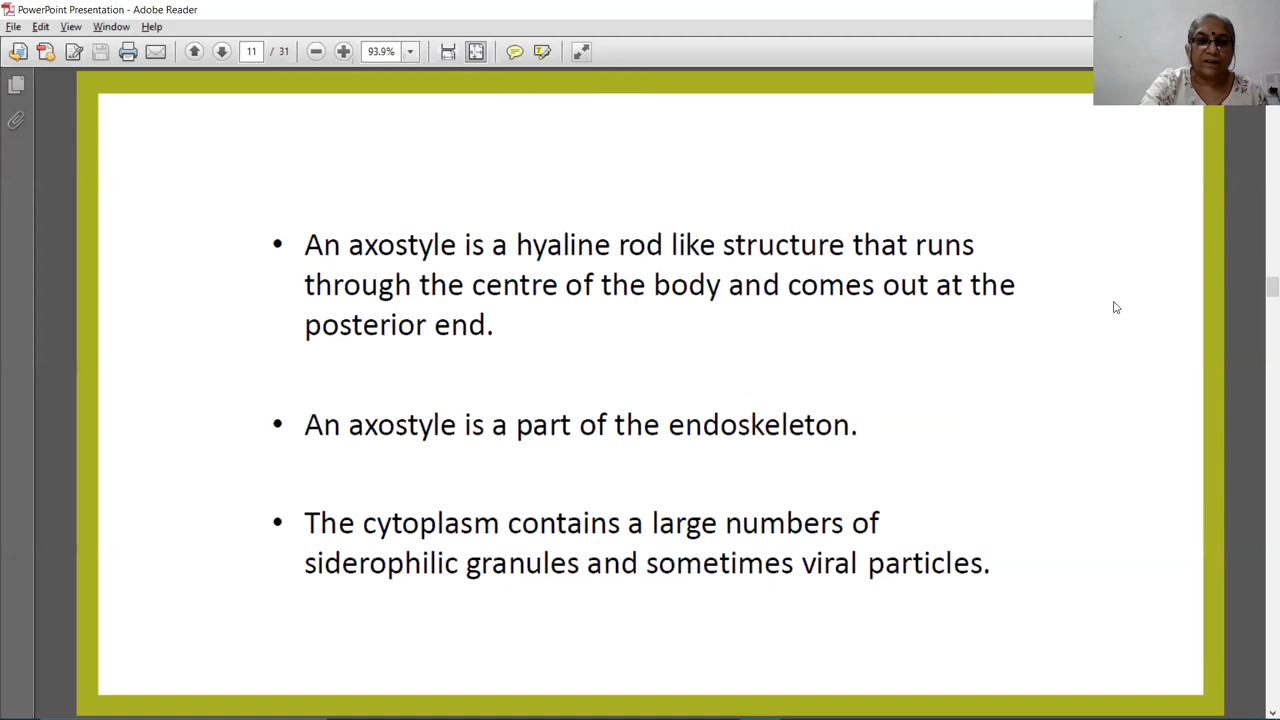 PowerPoint Presentation - Adobe Reader
File Edit View Window Help
11 / 31 93.9%
• An axostyle is a hyaline rod like structure that runs
through the centre of the body and comes out at the
posterior end.
• An axostyle is a part of the endoskeleton.
• The cytoplasm contains a large numbers of
siderophilic granules and sometimes viral particles.